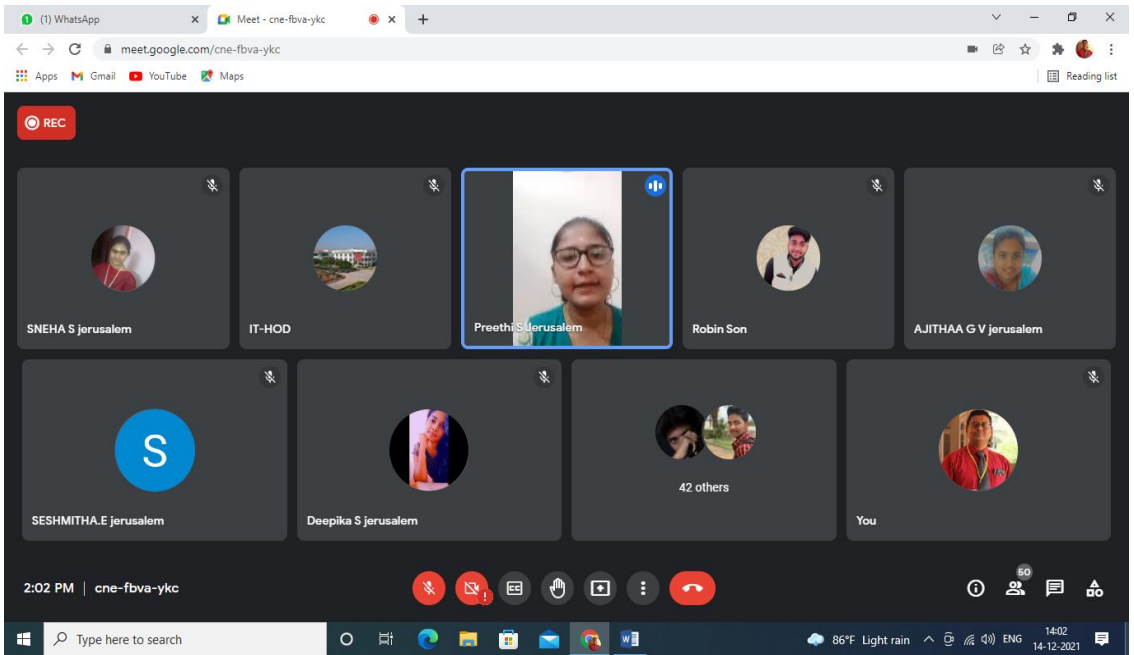 (1) WhatsApp
Meet - cne-fbva-ykc
meet.google.com/cne-fbva-ykc
Apps Gmail YouTube Maps Reading list
REC
SNEHA S jerusalem IT-HOD Preethi S Jerusalem Robin Son AJITHAA G V jerusalem
S
42 others
SESHMITHA.E jerusalem Deepika S jerusalem You
2:02 PM | cne-fbva-ykc 50
Type here to search 86°F Light rain ENG 14:02
14-12-2021